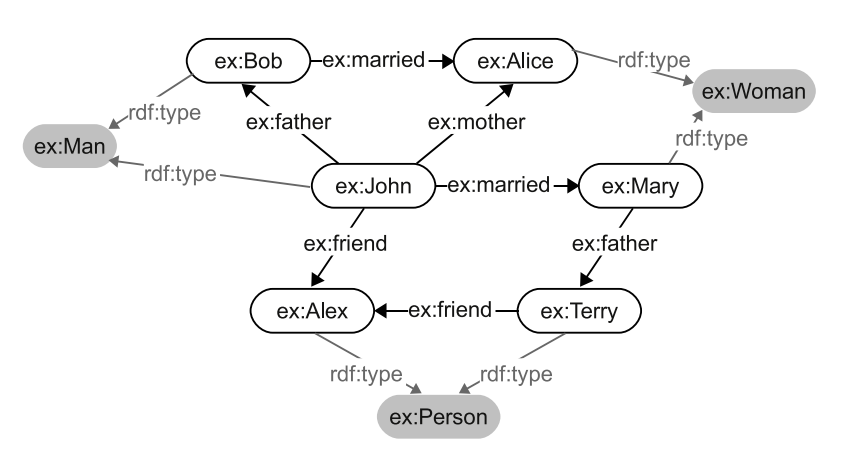 ex:Bob
ex:married
ex:Alice
rdf:type
ex:Woman
rdf:type
ex:father
ex:mother
rdf:type
ex:Man
rdf:type
ex:John
ex:married
ex:Mary
ex:friend
ex:father
ex:Alex
ex:friend
ex:Terry
rdf:type
rdf:type
ex:Person